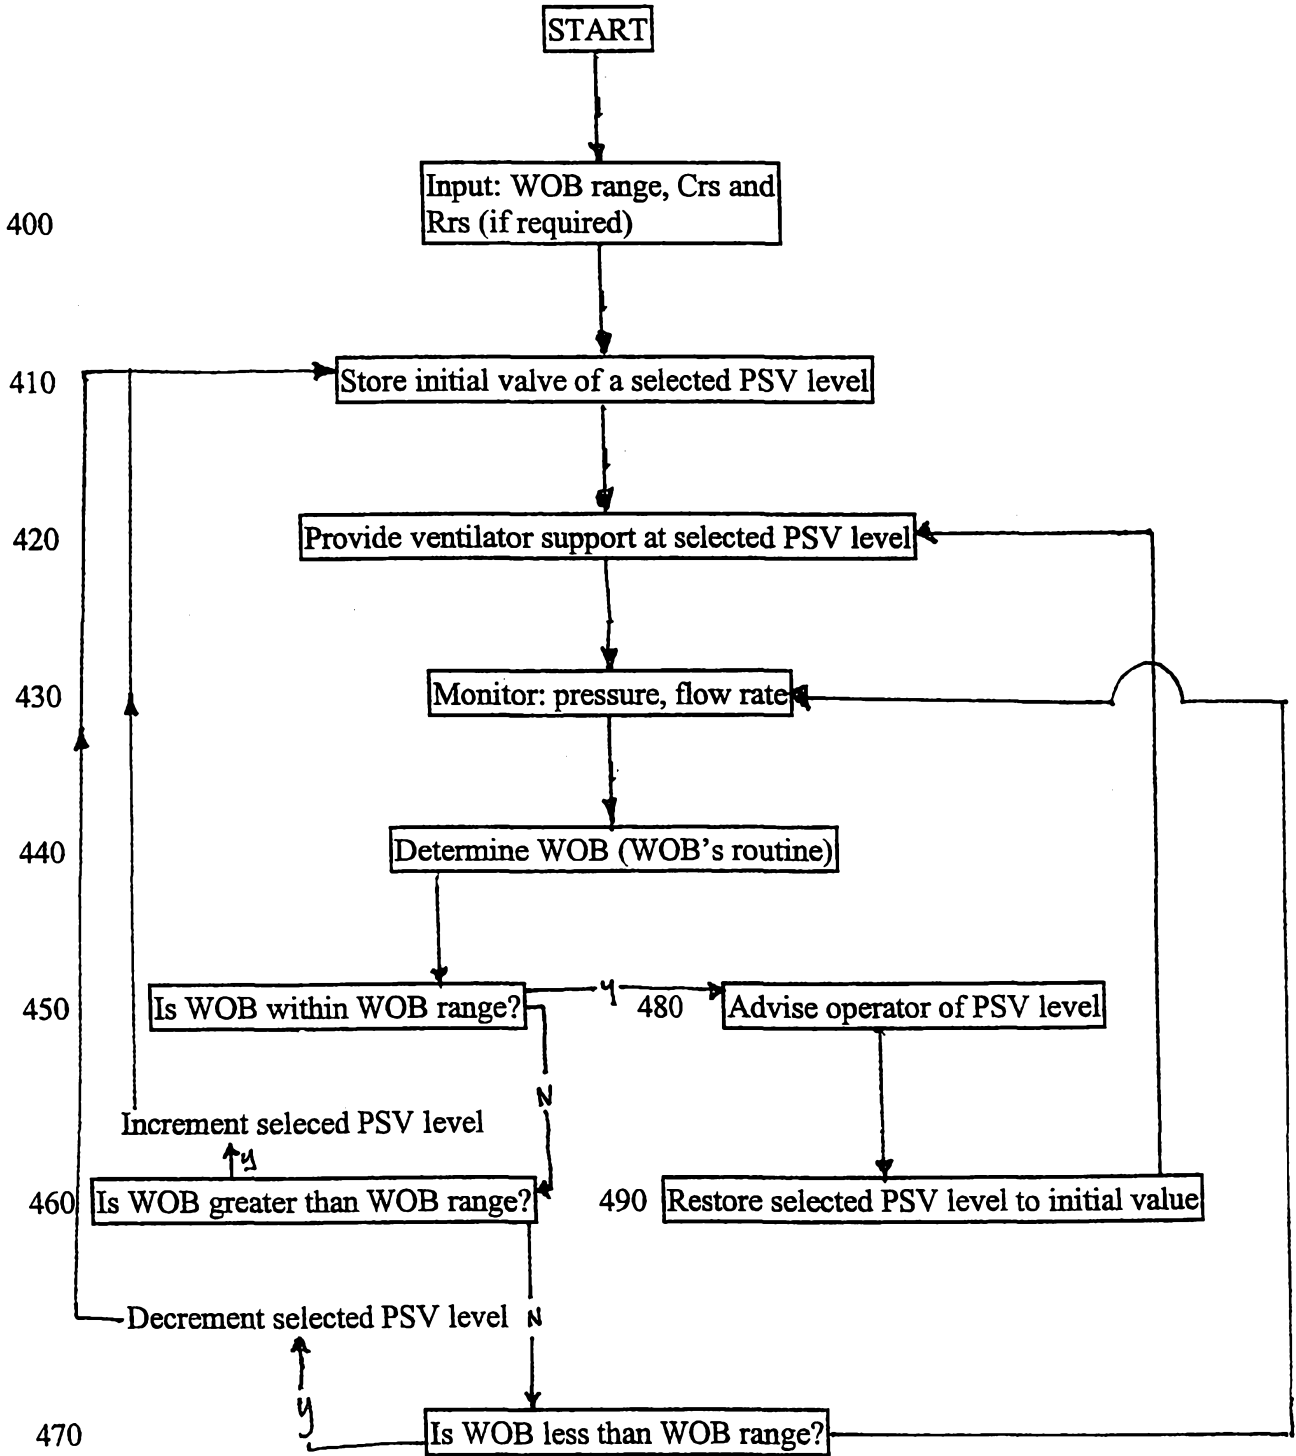 START
Input: WOB range, Crs and
400
Rrs (if required)
410
Store initial valve of a selected PSV level
420
Provide ventilator support at selected PSV level
430
Monitor: pressure, flow rate
440
Determine WOB (WOB's routine)
450
Is WOB within WOB range?
y
480
Advise operator of PSV level
N
Increment seleced PSV level
y
460
Is WOB greater than WOB range?
490
Restore selected PSV level to initial value
Decrement selected PSV level
N
y
470
Is WOB less than WOB range?